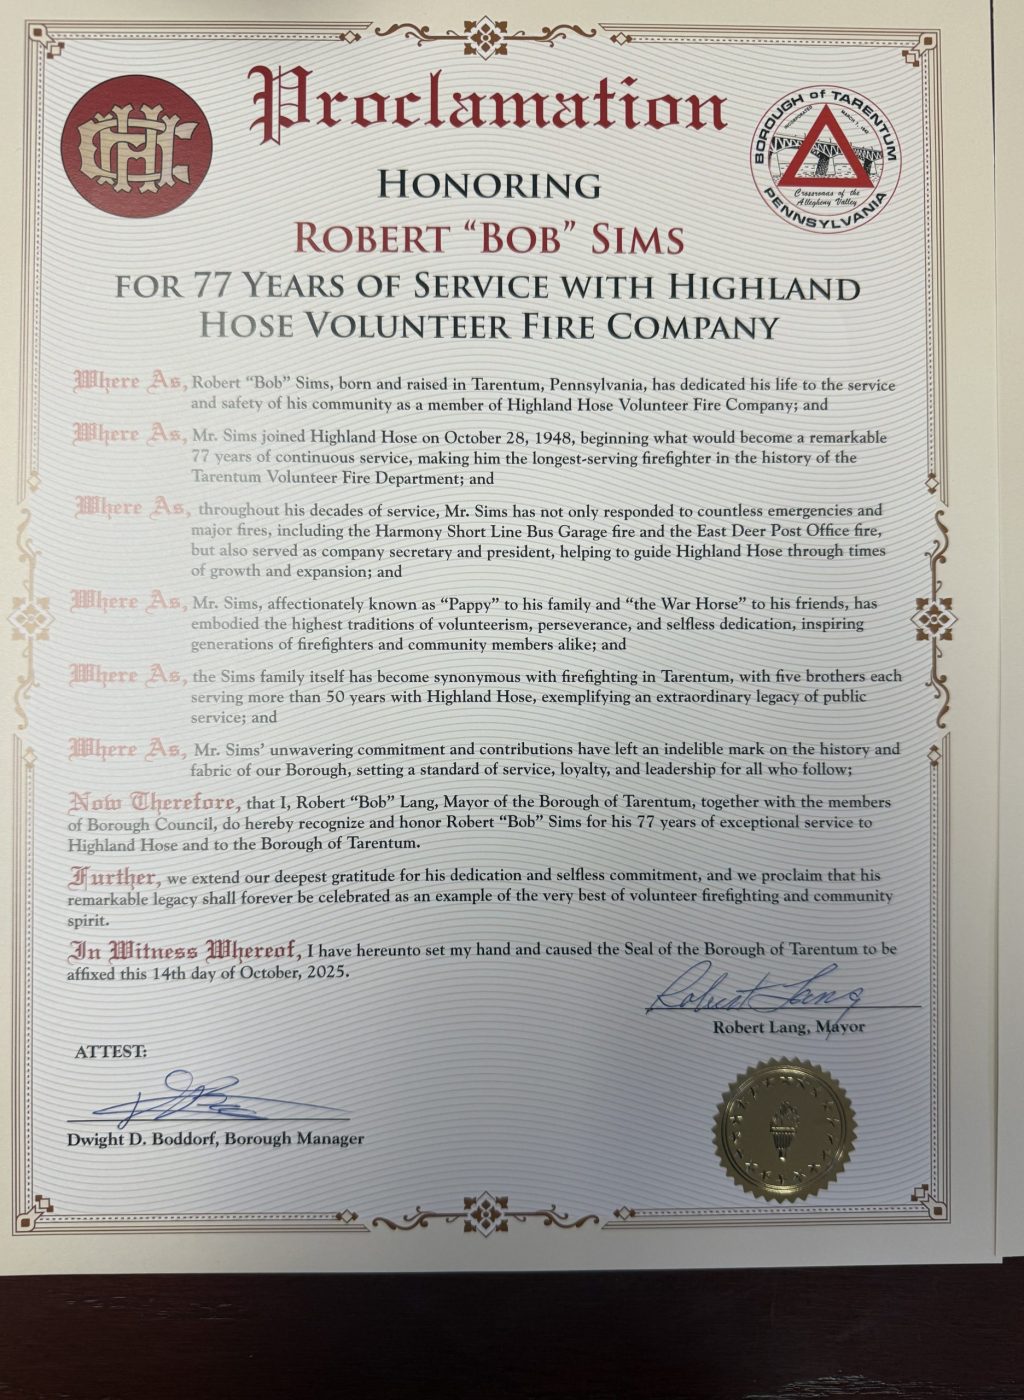 Proclamation
CHH
BOROUGH of TARENTUM
INCORPORATED MARCH 7, 1842
Crossroads of the
Allegheny Valley
PENNSYLVANIA
HONORING
ROBERT “BOB” SIMS
FOR 77 YEARS OF SERVICE WITH HIGHLAND
HOSE VOLUNTEER FIRE COMPANY
Where As, Robert “Bob” Sims, born and raised in Tarentum, Pennsylvania, has dedicated his life to the service
and safety of his community as a member of Highland Hose Volunteer Fire Company; and
Where As, Mr. Sims joined Highland Hose on October 28, 1948, beginning what would become a remarkable
77 years of continuous service, making him the longest-serving firefighter in the history of the
Tarentum Volunteer Fire Department; and
Where As, throughout his decades of service, Mr. Sims has not only responded to countless emergencies and
major fires, including the Harmony Short Line Bus Garage fire and the East Deer Post Office fire,
but also served as company secretary and president, helping to guide Highland Hose through times
of growth and expansion; and
Where As, Mr. Sims, affectionately known as “Pappy” to his family and “the War Horse” to his friends, has
embodied the highest traditions of volunteerism, perseverance, and selfless dedication, inspiring
generations of firefighters and community members alike; and
Where As, the Sims family itself has become synonymous with firefighting in Tarentum, with five brothers each
serving more than 50 years with Highland Hose, exemplifying an extraordinary legacy of public
service; and
Where As, Mr. Sims’ unwavering commitment and contributions have left an indelible mark on the history and
fabric of our Borough, setting a standard of service, loyalty, and leadership for all who follow;
Now Therefore, that I, Robert “Bob” Lang, Mayor of the Borough of Tarentum, together with the members
of Borough Council, do hereby recognize and honor Robert “Bob” Sims for his 77 years of exceptional service to
Highland Hose and to the Borough of Tarentum.
Further, we extend our deepest gratitude for his dedication and selfless commitment, and we proclaim that his
remarkable legacy shall forever be celebrated as an example of the very best of volunteer firefighting and community
spirit.
In Witness Whereof, I have hereunto set my hand and caused the Seal of the Borough of Tarentum to be
affixed this 14th day of October, 2025.
Robert Lang
Robert Lang, Mayor
ATTEST:
Dwight D. Boddorf, Borough Manager